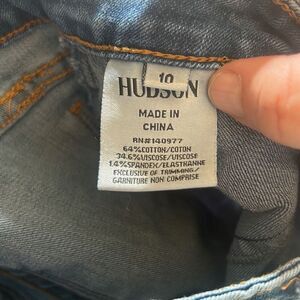 10
HUDSON
MADE IN
CHINA
RN#140977
64%COTTON/COTON
34.6%VISCOSE/VISCOSE
1.4%SPANDEX/ELASTHANNE
EXCLUSIVE OF TRIMMING/
GARNITURE NON COMPRISE